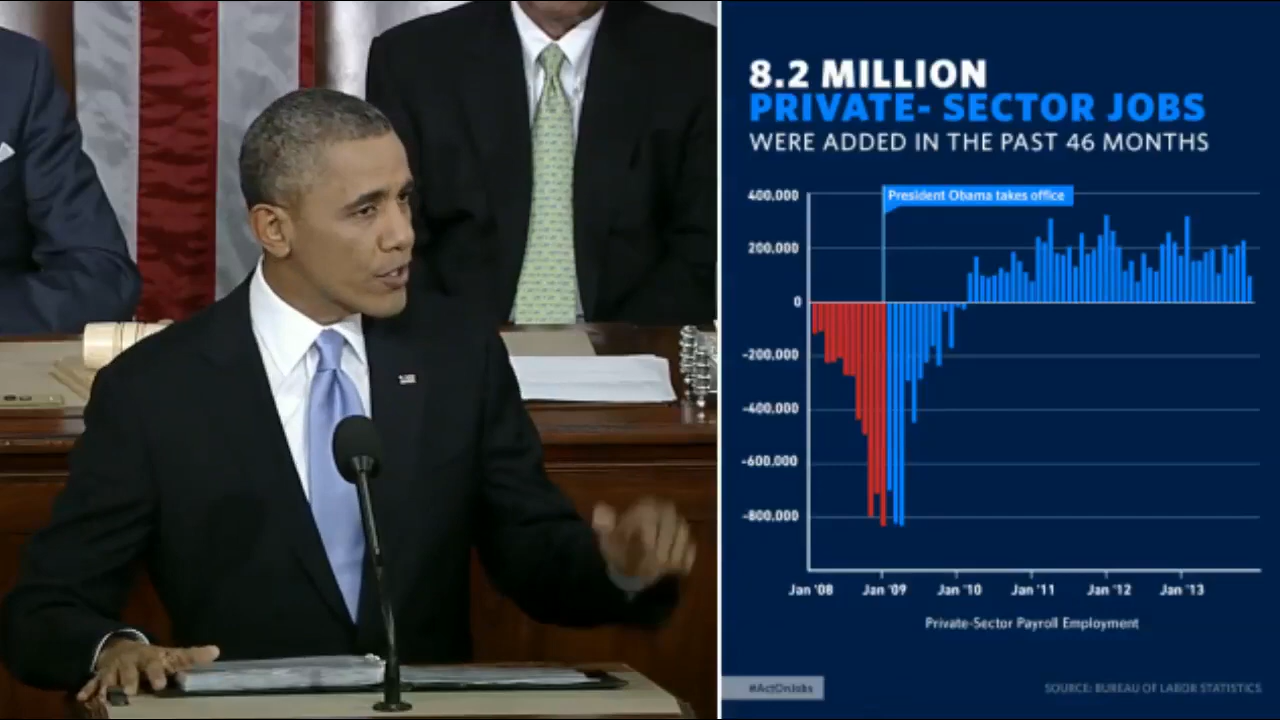 8.2 MILLION
PRIVATE- SECTOR JOBS
WERE ADDED IN THE PAST 46 MONTHS
400,000
President Obama takes office
200,000
0
-200,000
-400,000
-600,000
-800,000
Jan '08 Jan '09 Jan '10 Jan '11 Jan '12 Jan '13
Private-Sector Payroll Employment
#ActOnJobs
SOURCE: BUREAU OF LABOR STATISTICS